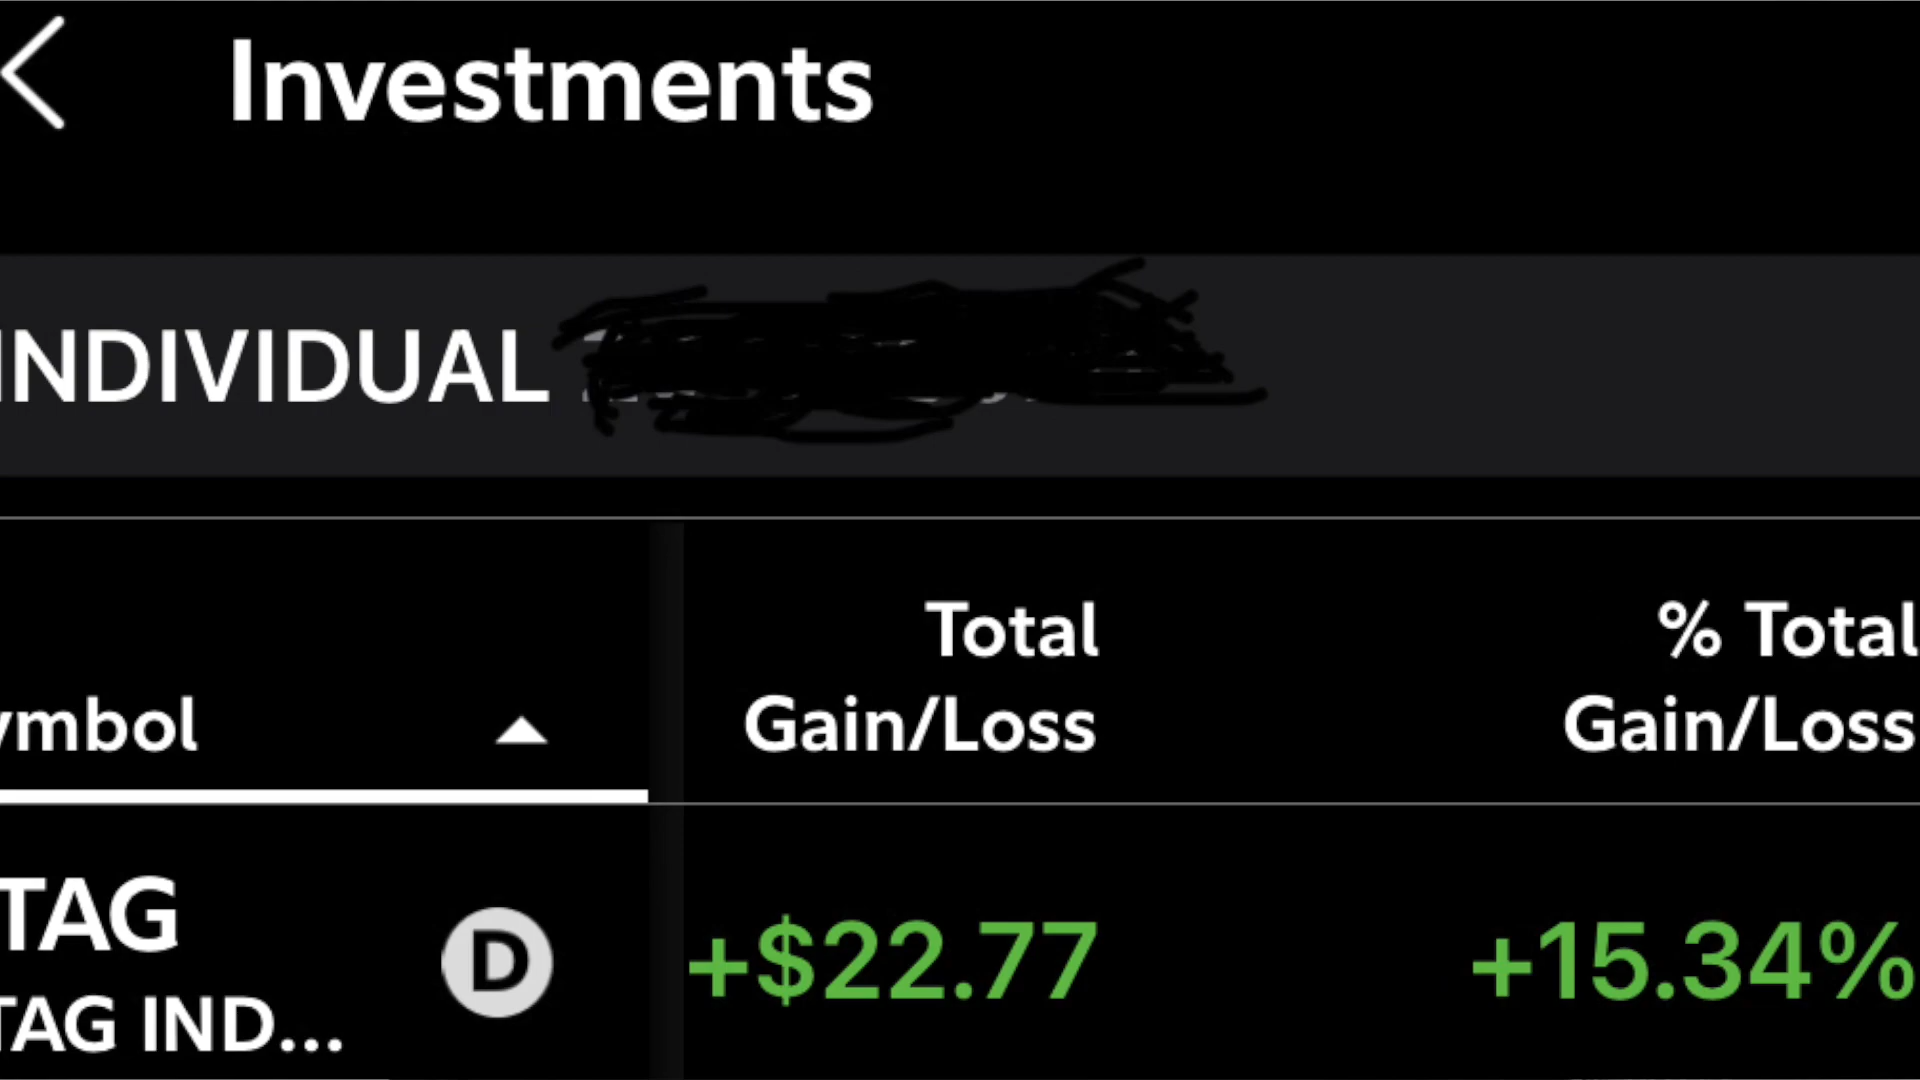 Investments
INDIVIDUAL
Total
% Total
ymbol
Gain/Loss
Gain/Loss
TAG
D
+$22.77
+15.34%
TAG IND...